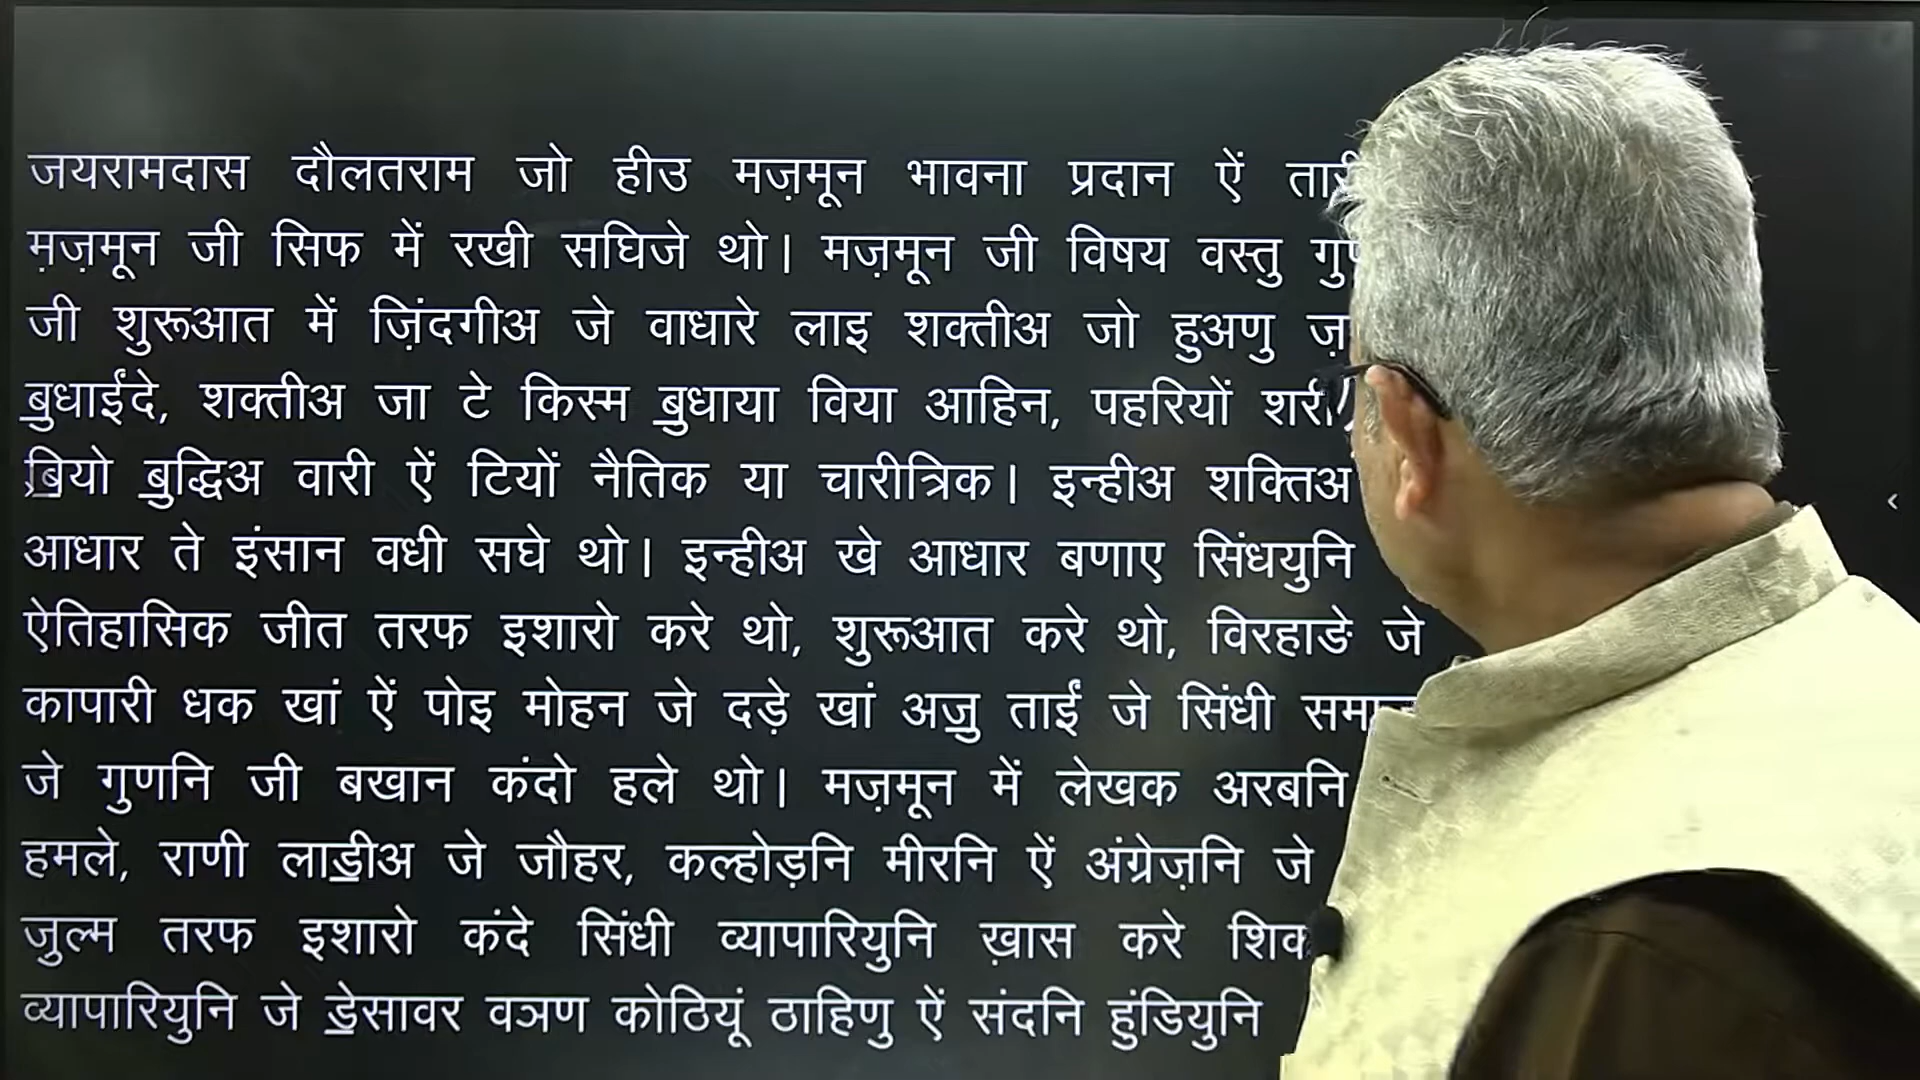 जयरामदास दौलतराम जो हीउ मज़मून भावना प्रदान ऐं
म़ज़मून जी सिफ में रखी सघिजे थो। मज़मून जी विषय वस्तु
जी शुरूआत में ज़िंदगीअ जे वाधारे लाइ शक्तीअ जो हुअणु
ॿुधाईंदे, शक्तीअ जा टे किस्म ॿुधाया विया आहिन, पहरियों
ॿियो ॿुद्धिअ वारी ऐं टियों नैतिक या चारीत्रिक। इन्हीअ शक्तिअ
आधार ते इंसान वधी सघे थो। इन्हीअ खे आधार बणाए सिंधयुनि
ऐतिहासिक जीत तरफ इशारो करे थो, शुरूआत करे थो, विरहाङे जे
कापारी धक खां ऐं पोइ मोहन जे दड़े खां अॼु ताईं जे सिंधी
जे गुणनि जी बखान कंदो हले थो। मज़मून में लेखक अरबनि
हमले, राणी लाॾीअ जे जौहर, कल्होड़नि मीरनि ऐं अंग्रेज़नि जे
जुल्म तरफ इशारो कंदे सिंधी व्यापारियुनि ख़ास करे
व्यापारियुनि जे ॾेसावर वञण कोठियूं ठाहिणु ऐं संदनि हुंडियुनि